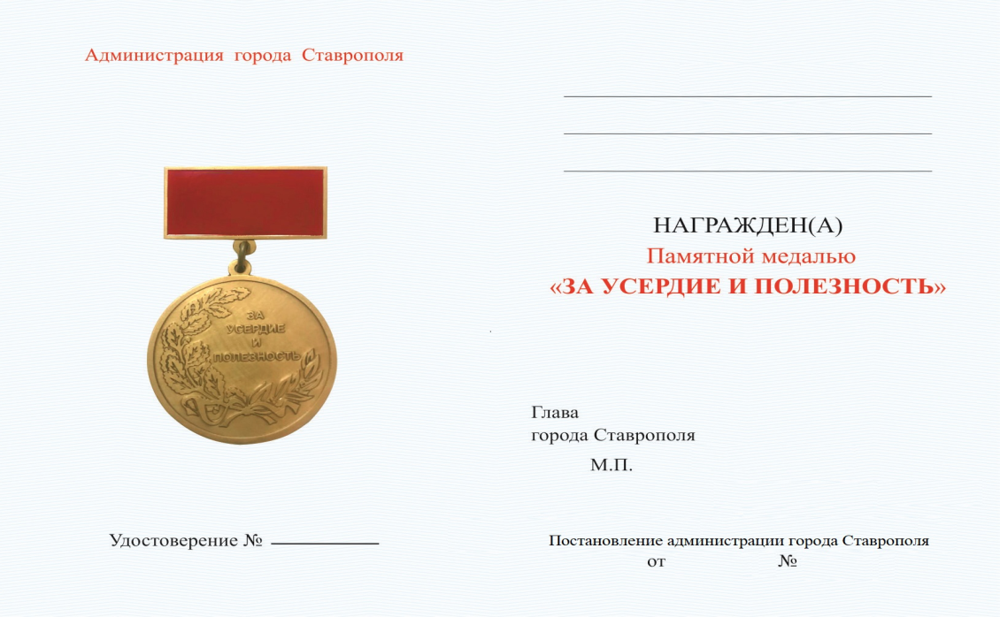 Администрация города Ставрополя
ЗА
УСЕРДИЕ
И
ПОЛЕЗНОСТЬ
Удостоверение №
НАГРАЖДЕН(А)
Памятной медалью
«ЗА УСЕРДИЕ И ПОЛЕЗНОСТЬ»
Глава
города Ставрополя
М.П.
Постановление администрации города Ставрополя
от №